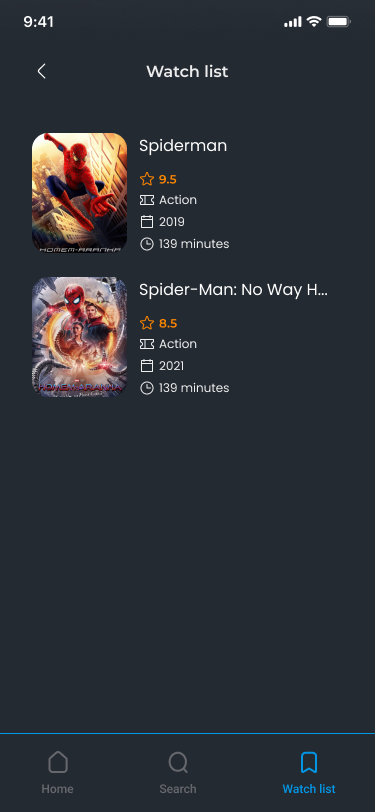 9:41
Watch list
Spiderman
9.5
Action
2019
139 minutes
HOMEM-ARANHA
Spider-Man: No Way H...
8.5
Action
2021
139 minutes
HOMEM-ARANHA
Home
Search
Watch list